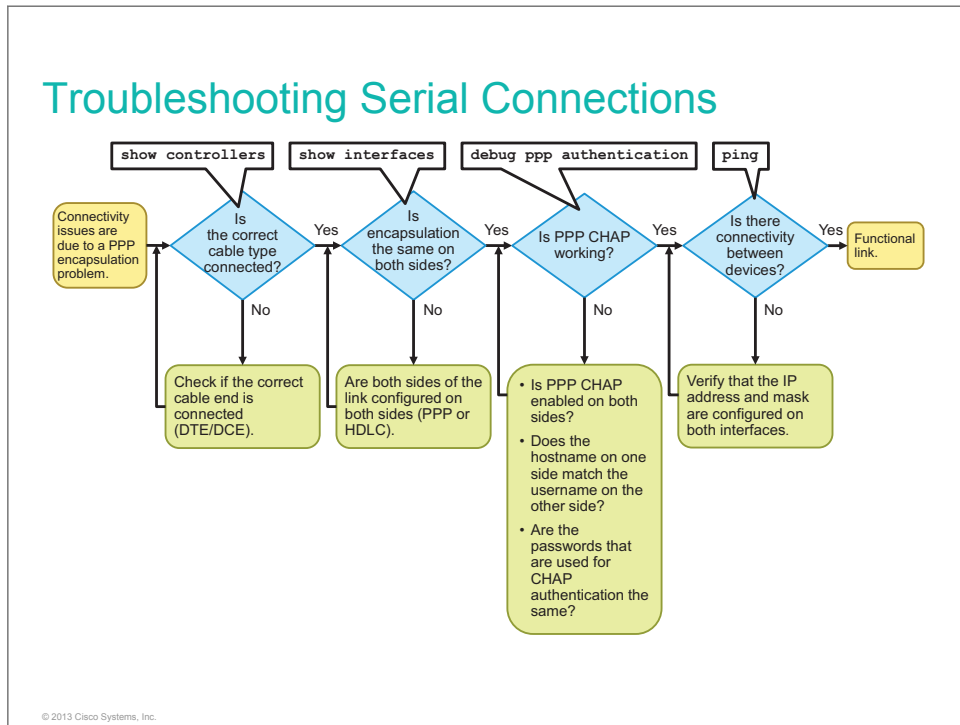 Troubleshooting Serial Connections
show controllers
show interfaces
debug ppp authentication
ping
Connectivity
issues are
due to a PPP
encapsulation
problem.
Is
the correct
cable type
connected?
Yes
Is
encapsulation
the same on
both sides?
Yes
Is PPP CHAP
working?
Yes
Is there
connectivity
between
devices?
Yes
Functional
link.
No
No
No
No
Check if the correct
cable end is
connected
(DTE/DCE).
Are both sides of the
link configured on
both sides (PPP or
HDLC).
• Is PPP CHAP
enabled on both
sides?
• Does the
hostname on one
side match the
username on the
other side?
• Are the
passwords that
are used for
CHAP
authentication the
same?
Verify that the IP
address and mask
are configured on
both interfaces.
© 2013 Cisco Systems, Inc.